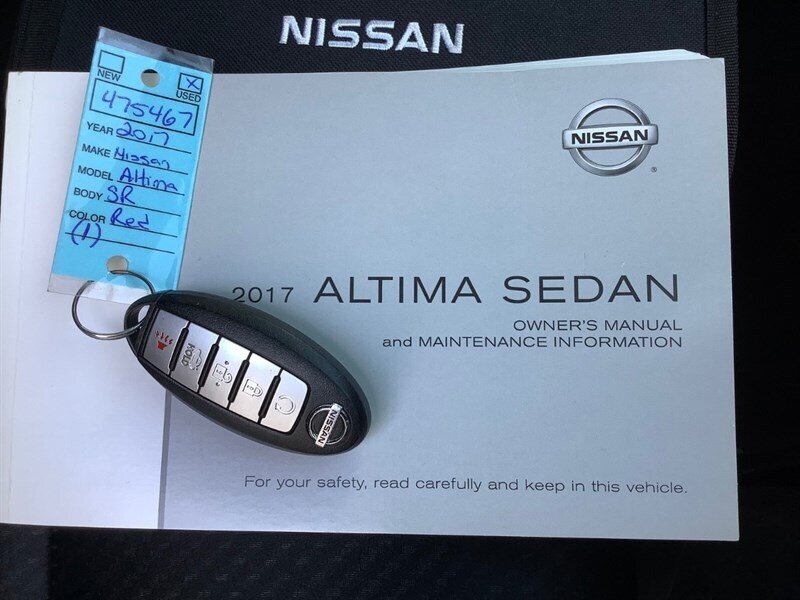 NISSAN
NEW
X
USED
475467
YEAR 2017
MAKE Nissan
MODEL Altima
BODY SR
COLOR Red
(1)
NISSAN
®
2017 ALTIMA SEDAN
OWNER'S MANUAL
and MAINTENANCE INFORMATION
HOLD
NISSAN
For your safety, read carefully and keep in this vehicle.